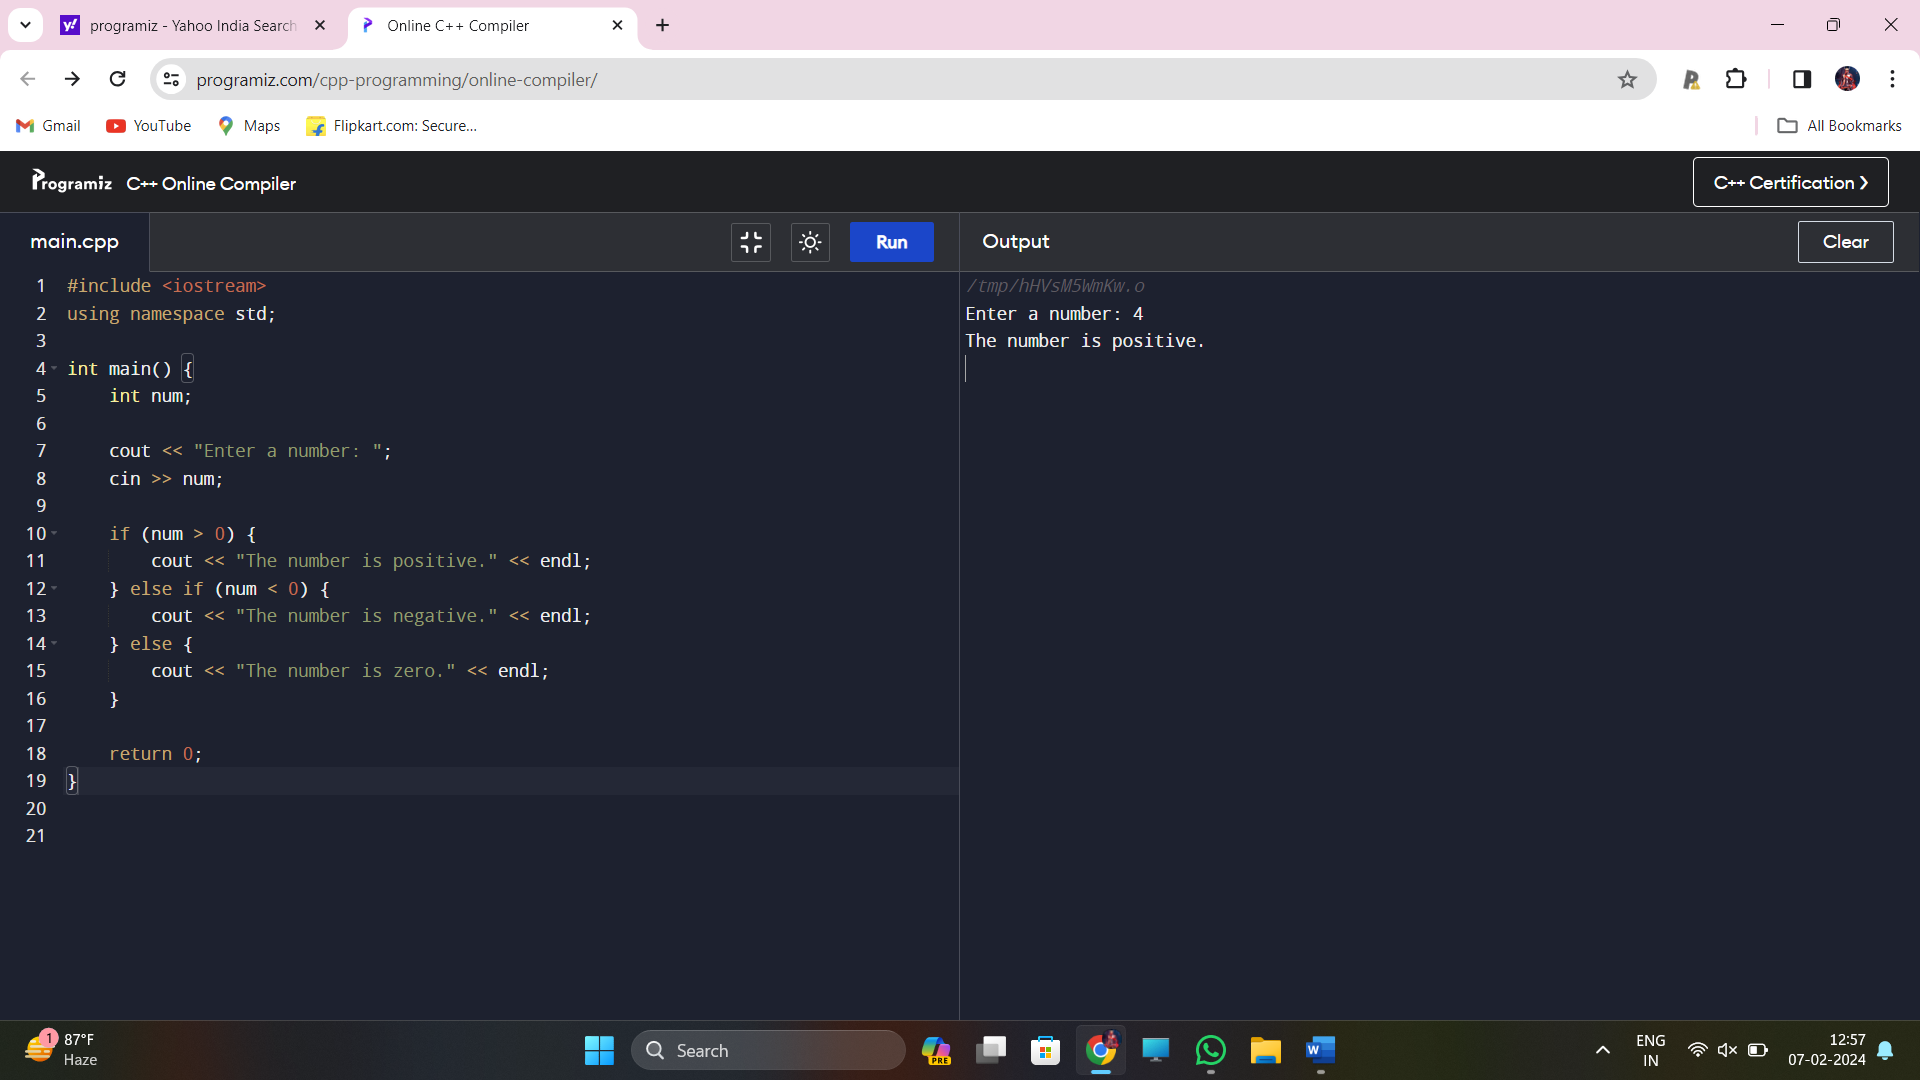 programiz - Yahoo India Search
Online C++ Compiler
programiz.com/cpp-programming/online-compiler/
Gmail
YouTube
Maps
Flipkart.com: Secure...
All Bookmarks
Programiz
C++ Online Compiler
C++ Certification
main.cpp
Run
Output
Clear
1 #include <iostream>
2 using namespace std;
3
4 int main() {
5     int num;
6
7     cout << "Enter a number: ";
8     cin >> num;
9
10     if (num > 0) {
11         cout << "The number is positive." << endl;
12     } else if (num < 0) {
13         cout << "The number is negative." << endl;
14     } else {
15         cout << "The number is zero." << endl;
16     }
17
18     return 0;
19 }
20
21
/tmp/hHVsM5WmKw.o
Enter a number: 4
The number is positive.
1
87°F
Haze
Search
PRE
W
ENG
IN
12:57
07-02-2024